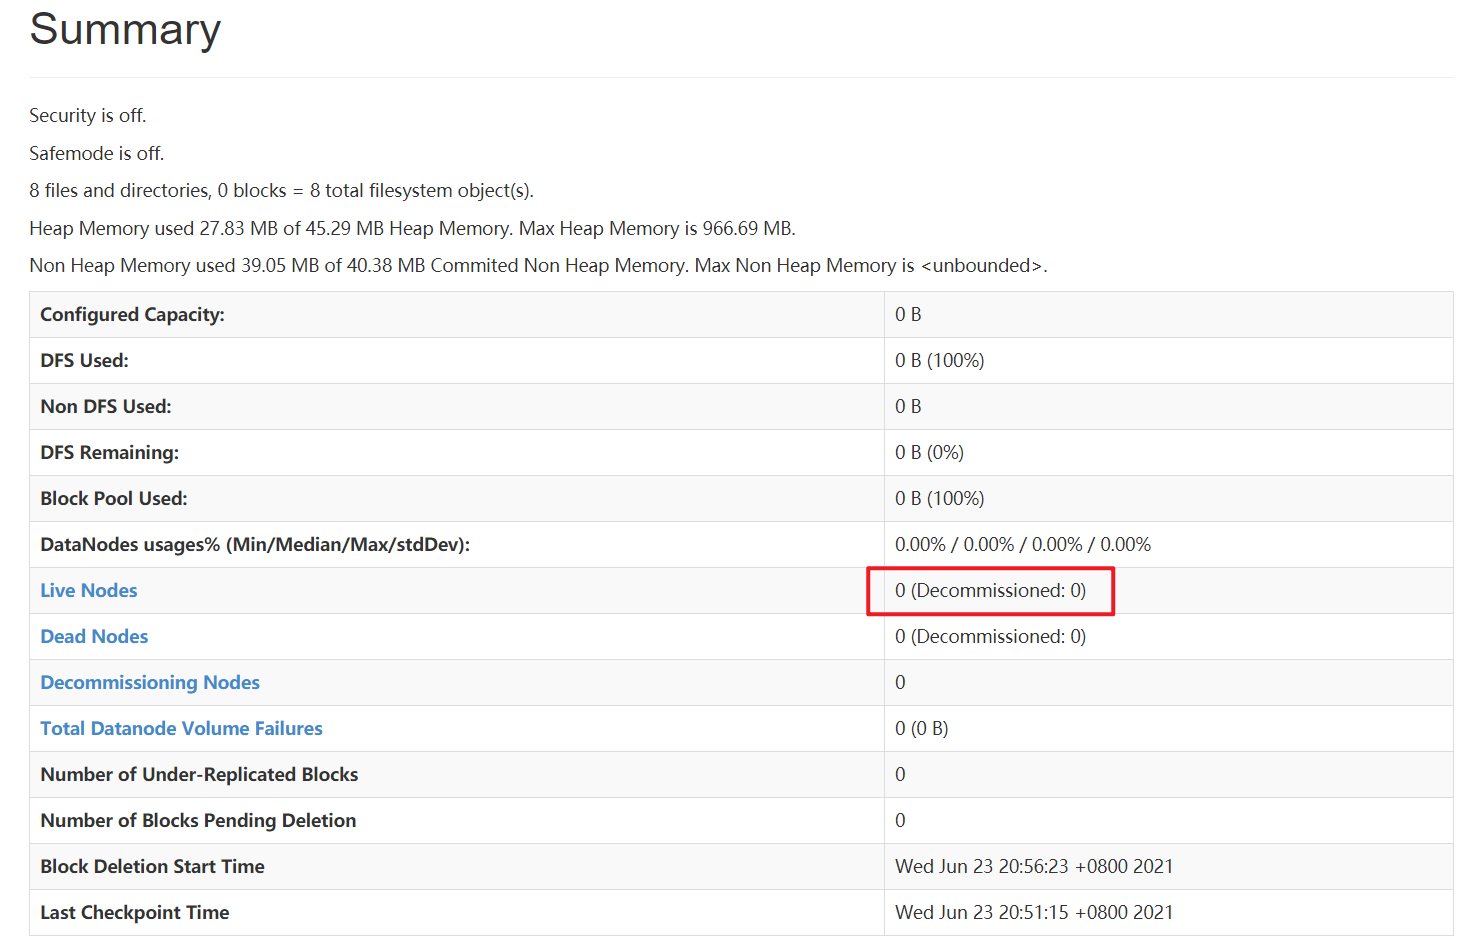 Summary
Security is off.
Safemode is off.
8 files and directories, 0 blocks = 8 total filesystem object(s).
Heap Memory used 27.83 MB of 45.29 MB Heap Memory. Max Heap Memory is 966.69 MB.
Non Heap Memory used 39.05 MB of 40.38 MB Commited Non Heap Memory. Max Non Heap Memory is <unbounded>.
Configured Capacity: 0 B
DFS Used: 0 B (100%)
Non DFS Used: 0 B
DFS Remaining: 0 B (0%)
Block Pool Used: 0 B (100%)
DataNodes usages% (Min/Median/Max/stdDev): 0.00% / 0.00% / 0.00% / 0.00%
Live Nodes 0 (Decommissioned: 0)
Dead Nodes 0 (Decommissioned: 0)
Decommissioning Nodes 0
Total Datanode Volume Failures 0 (0 B)
Number of Under-Replicated Blocks 0
Number of Blocks Pending Deletion 0
Block Deletion Start Time Wed Jun 23 20:56:23 +0800 2021
Last Checkpoint Time Wed Jun 23 20:51:15 +0800 2021